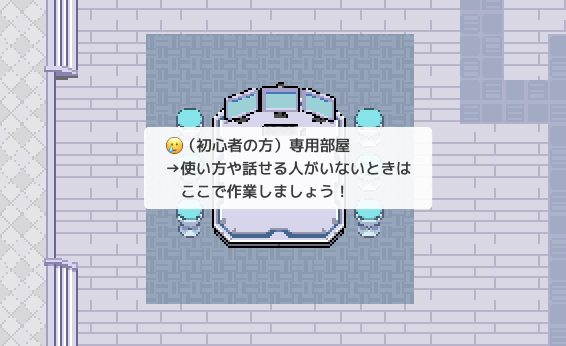 🥲（初心者の方）専用部屋
→使い方や話せる人がいないときは
ここで作業しましょう！